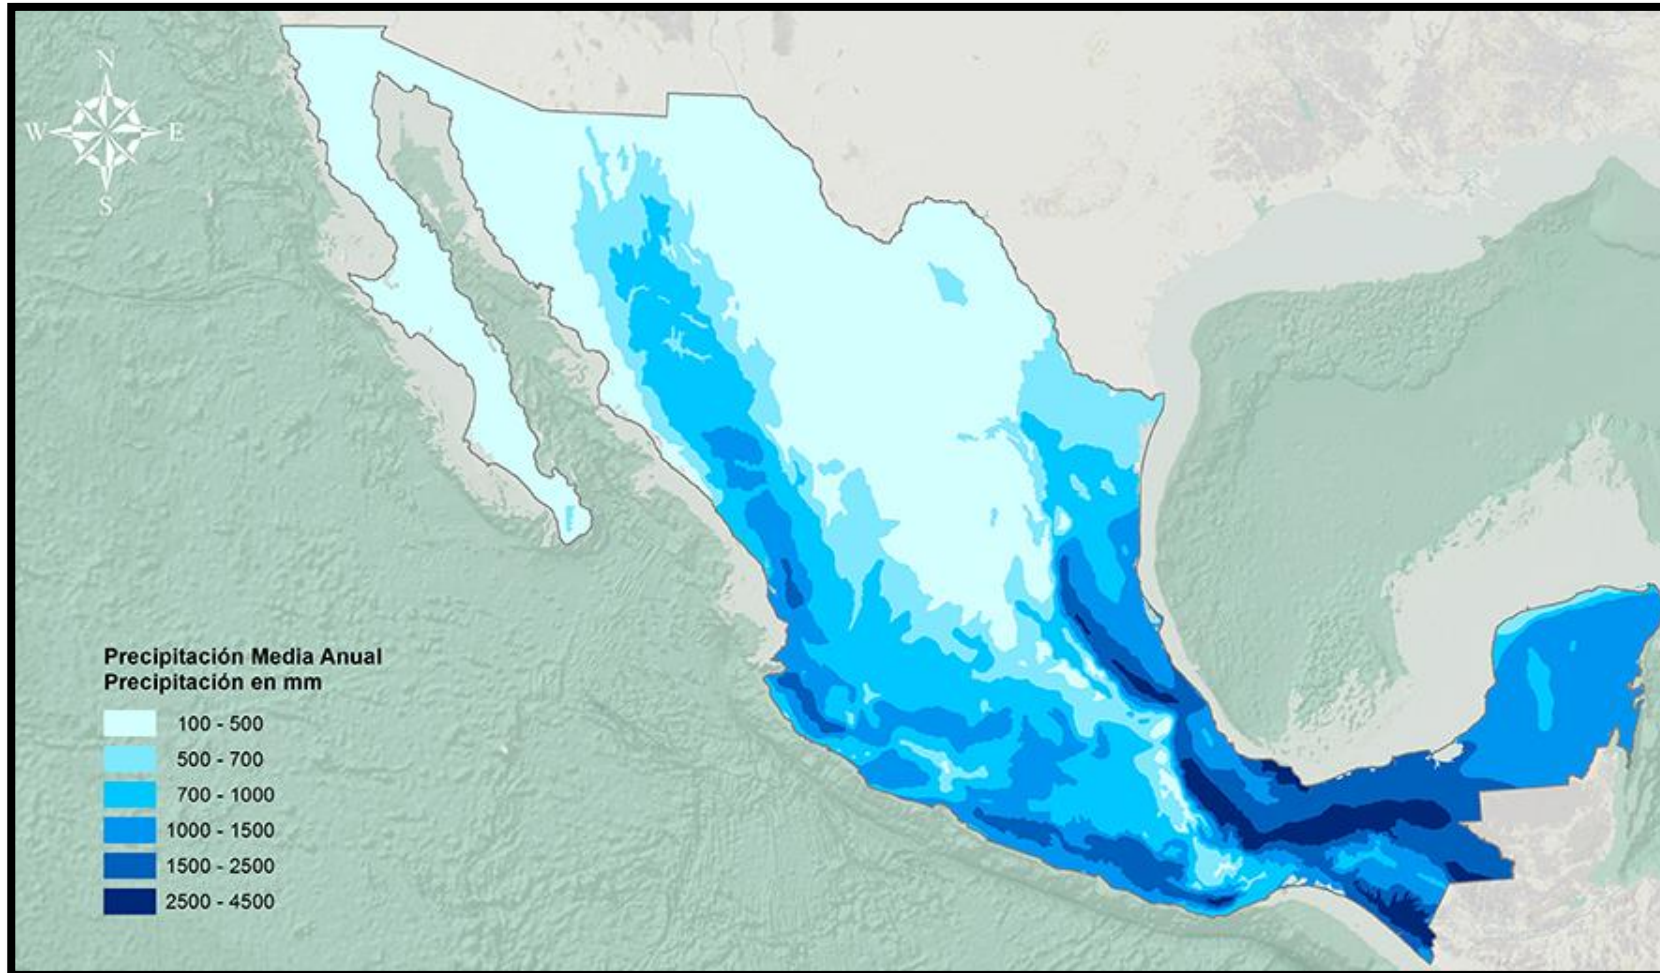 N
W E
S
Precipitación Media Anual
Precipitación en mm
100 - 500
500 - 700
700 - 1000
1000 - 1500
1500 - 2500
2500 - 4500